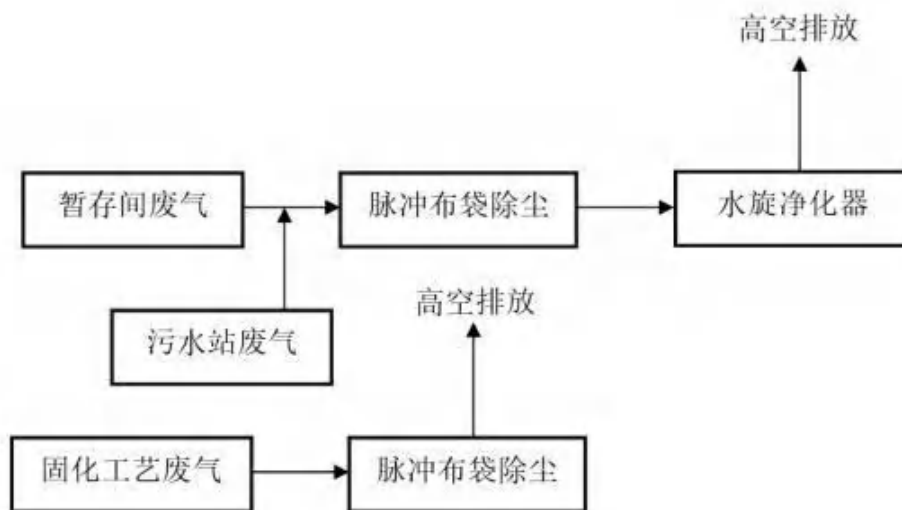 高空排放
暂存间废气
脉冲布袋除尘
水旋净化器
高空排放
污水站废气
固化工艺废气
脉冲布袋除尘